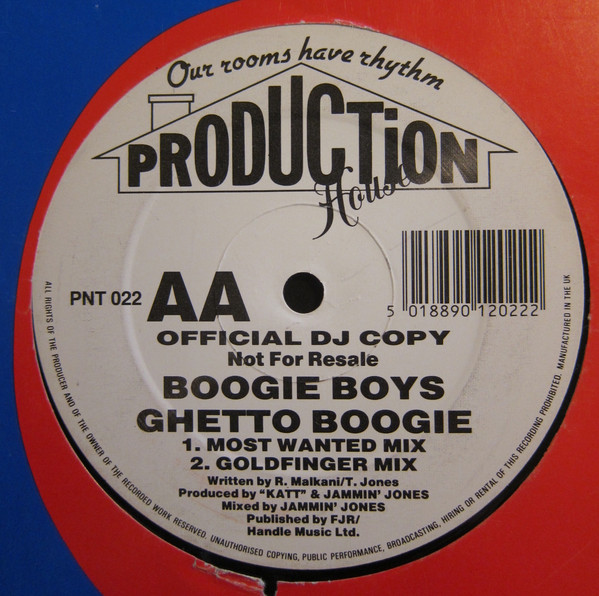 Our rooms have rhythm
PRODUCTiON
House
PNT 022 AA
5 018890 120222
OFFICIAL DJ COPY
Not For Resale
BOOGIE BOYS
GHETTO BOOGIE
1. MOST WANTED MIX
2. GOLDFINGER MIX
Written by R. Malkani/T. Jones
Produced by "KATT" & JAMMIN' JONES
Mixed by JAMMIN' JONES
Published by FJR/
Handle Music Ltd.
ALL RIGHTS OF THE PRODUCER AND OF THE OWNER OF THE RECORDED WORK RESERVED. UNAUTHORISED COPYING, PUBLIC PERFORMANCE, BROADCASTING, HIRING OR RENTAL OF THIS RECORDING PROHIBITED. MANUFACTURED IN THE UK